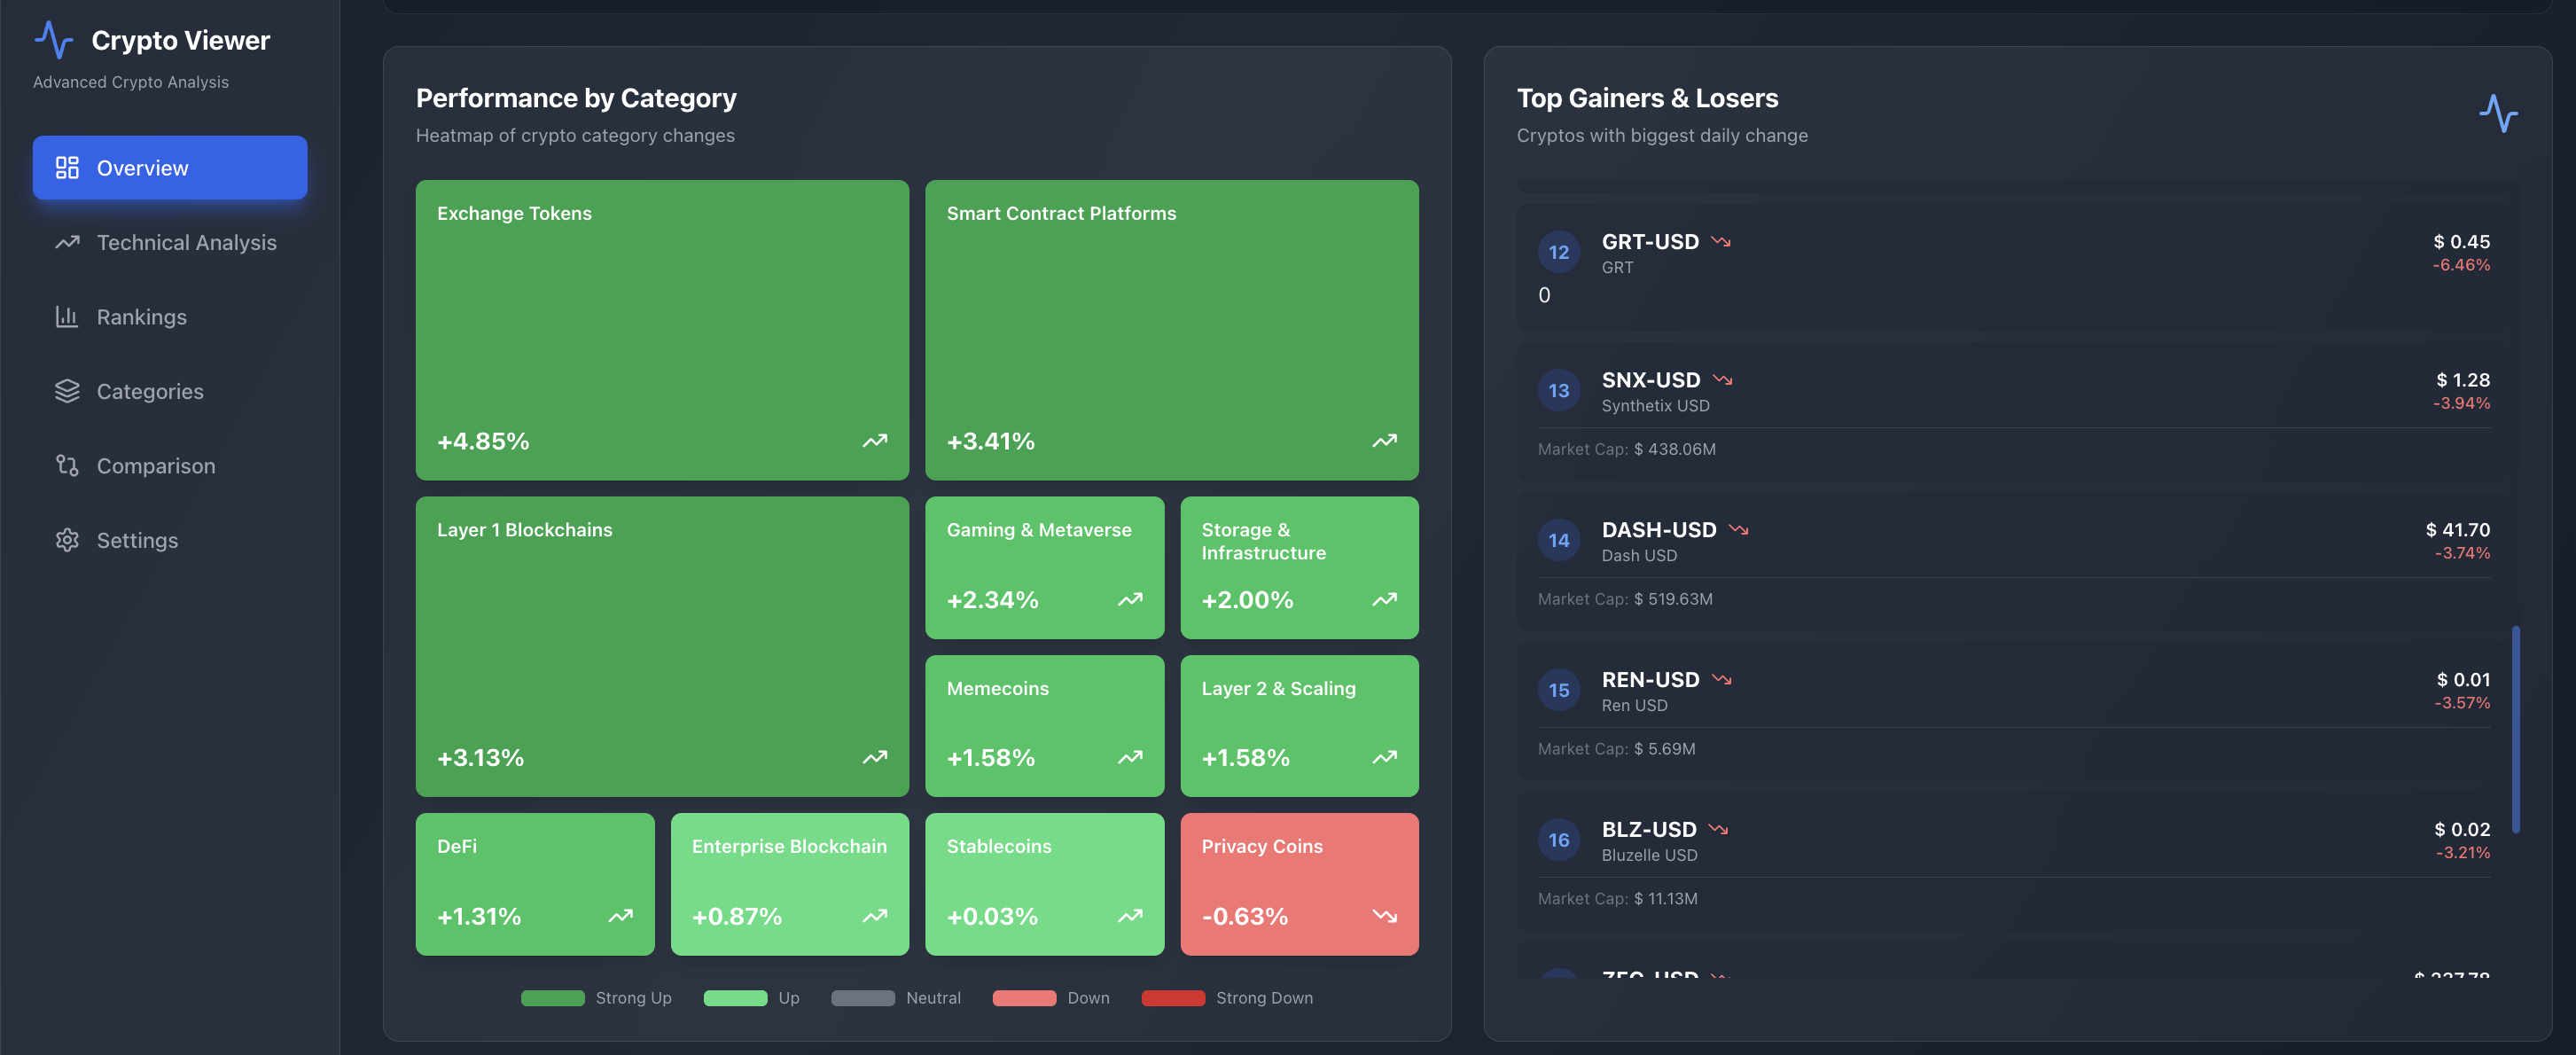 Crypto Viewer
Advanced Crypto Analysis
Overview
Technical Analysis
Rankings
Categories
Comparison
Settings
Performance by Category
Heatmap of crypto category changes
Exchange Tokens
+4.85%
Smart Contract Platforms
+3.41%
Layer 1 Blockchains
+3.13%
Gaming & Metaverse
+2.34%
Storage &
Infrastructure
+2.00%
Memecoins
+1.58%
Layer 2 & Scaling
+1.58%
DeFi
+1.31%
Enterprise Blockchain
+0.87%
Stablecoins
+0.03%
Privacy Coins
-0.63%
Strong Up
Up
Neutral
Down
Strong Down
Top Gainers & Losers
Cryptos with biggest daily change
12
GRT-USD
$ 0.45
GRT
-6.46%
0
13
SNX-USD
$ 1.28
Synthetix USD
-3.94%
Market Cap: $ 438.06M
14
DASH-USD
$ 41.70
Dash USD
-3.74%
Market Cap: $ 519.63M
15
REN-USD
$ 0.01
Ren USD
-3.57%
Market Cap: $ 5.69M
16
BLZ-USD
$ 0.02
Bluzelle USD
-3.21%
Market Cap: $ 11.13M